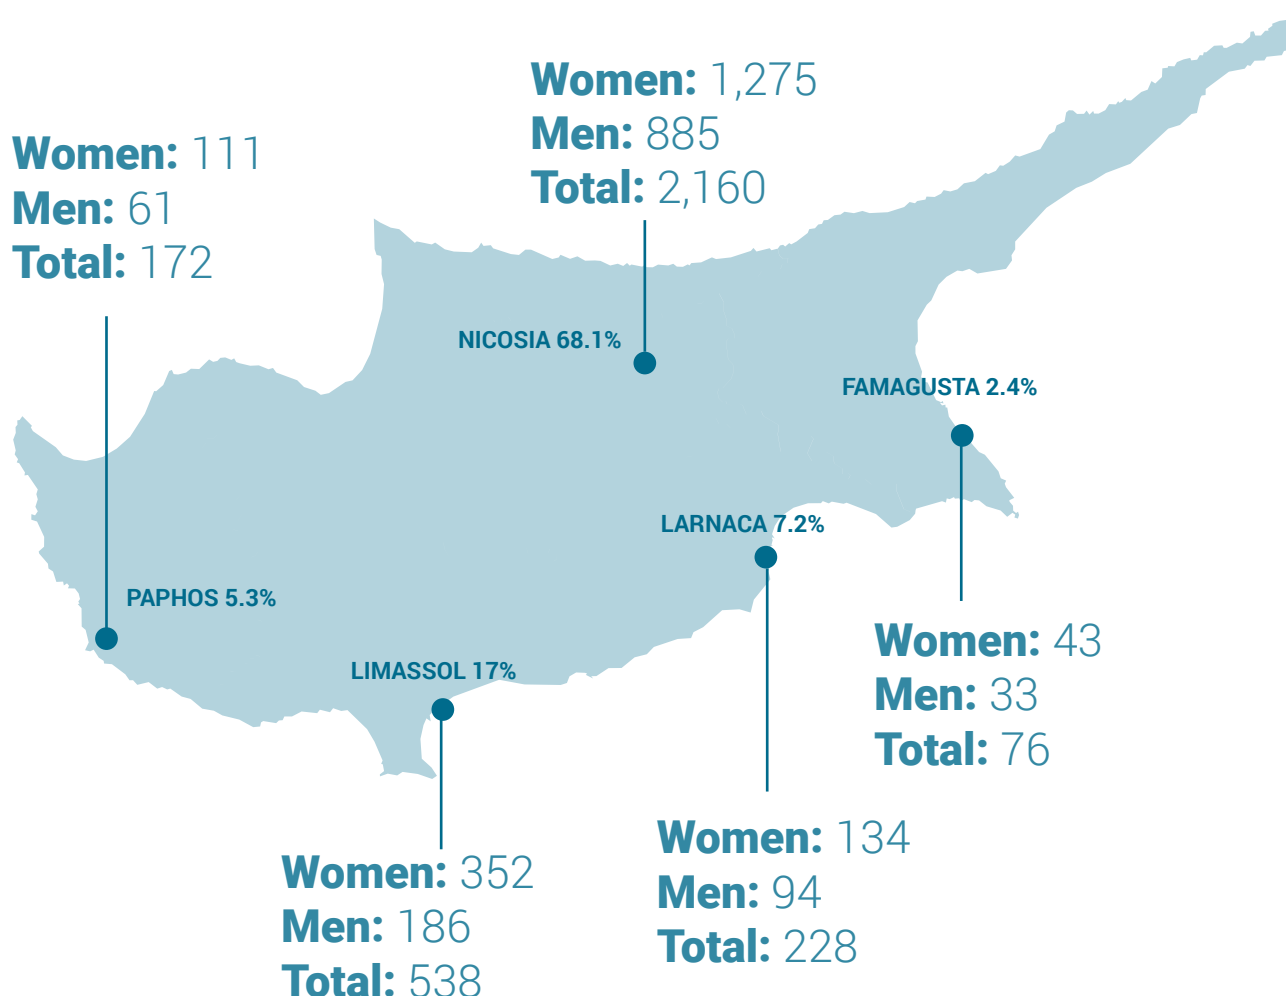 Women: 1,275
Men: 885
Total: 2,160
Women: 111
Men: 61
Total: 172
NICOSIA 68.1%
FAMAGUSTA 2.4%
LARNACA 7.2%
PAPHOS 5.3%
LIMASSOL 17%
Women: 43
Men: 33
Total: 76
Women: 134
Men: 94
Total: 228
Women: 352
Men: 186
Total: 538